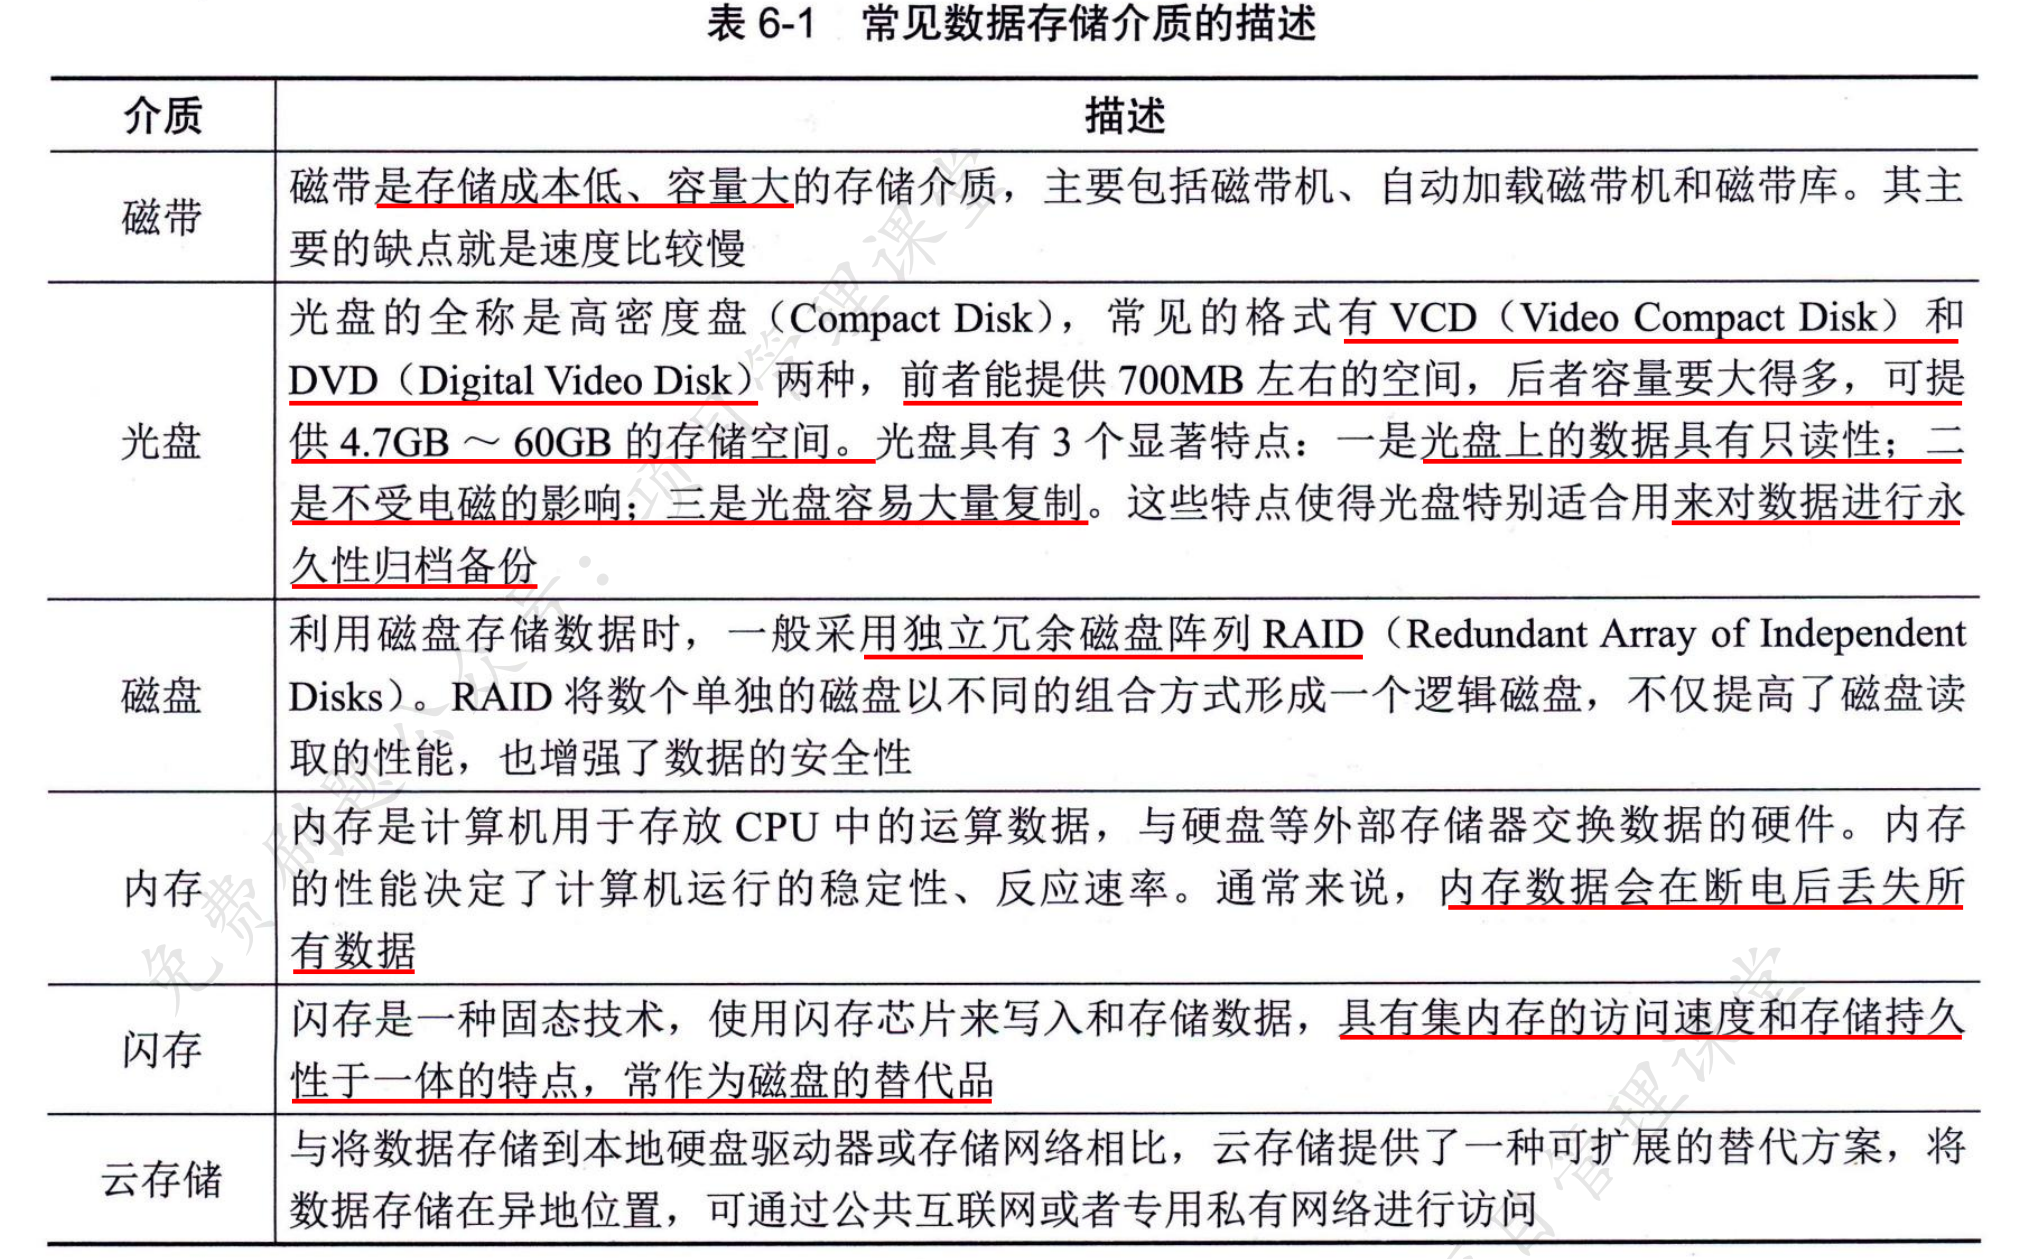 表 6-1 常见数据存储介质的描述
介质 描述
磁带 磁带是存储成本低、容量大的存储介质，主要包括磁带机、自动加载磁带机和磁带库。其主
要的缺点就是速度比较慢
光盘 光盘的全称是高密度盘（Compact Disk），常见的格式有 VCD（Video Compact Disk）和
DVD（Digital Video Disk）两种，前者能提供 700MB 左右的空间，后者容量要大得多，可提
供 4.7GB ～ 60GB 的存储空间。光盘具有 3 个显著特点：一是光盘上的数据具有只读性；二
是不受电磁的影响；三是光盘容易大量复制。这些特点使得光盘特别适合用来对数据进行永
久性归档备份
磁盘 利用磁盘存储数据时，一般采用独立冗余磁盘阵列 RAID（Redundant Array of Independent
Disks）。RAID 将数个单独的磁盘以不同的组合方式形成一个逻辑磁盘，不仅提高了磁盘读
取的性能，也增强了数据的安全性
内存 内存是计算机用于存放 CPU 中的运算数据，与硬盘等外部存储器交换数据的硬件。内存
的性能决定了计算机运行的稳定性、反应速率。通常来说，内存数据会在断电后丢失所
有数据
闪存 闪存是一种固态技术，使用闪存芯片来写入和存储数据，具有集内存的访问速度和存储持久
性于一体的特点，常作为磁盘的替代品
云存储 与将数据存储到本地硬盘驱动器或存储网络相比，云存储提供了一种可扩展的替代方案，将
数据存储在异地位置，可通过公共互联网或者专用私有网络进行访问
免费刷题公众号：项目管理课堂
项目管理课堂